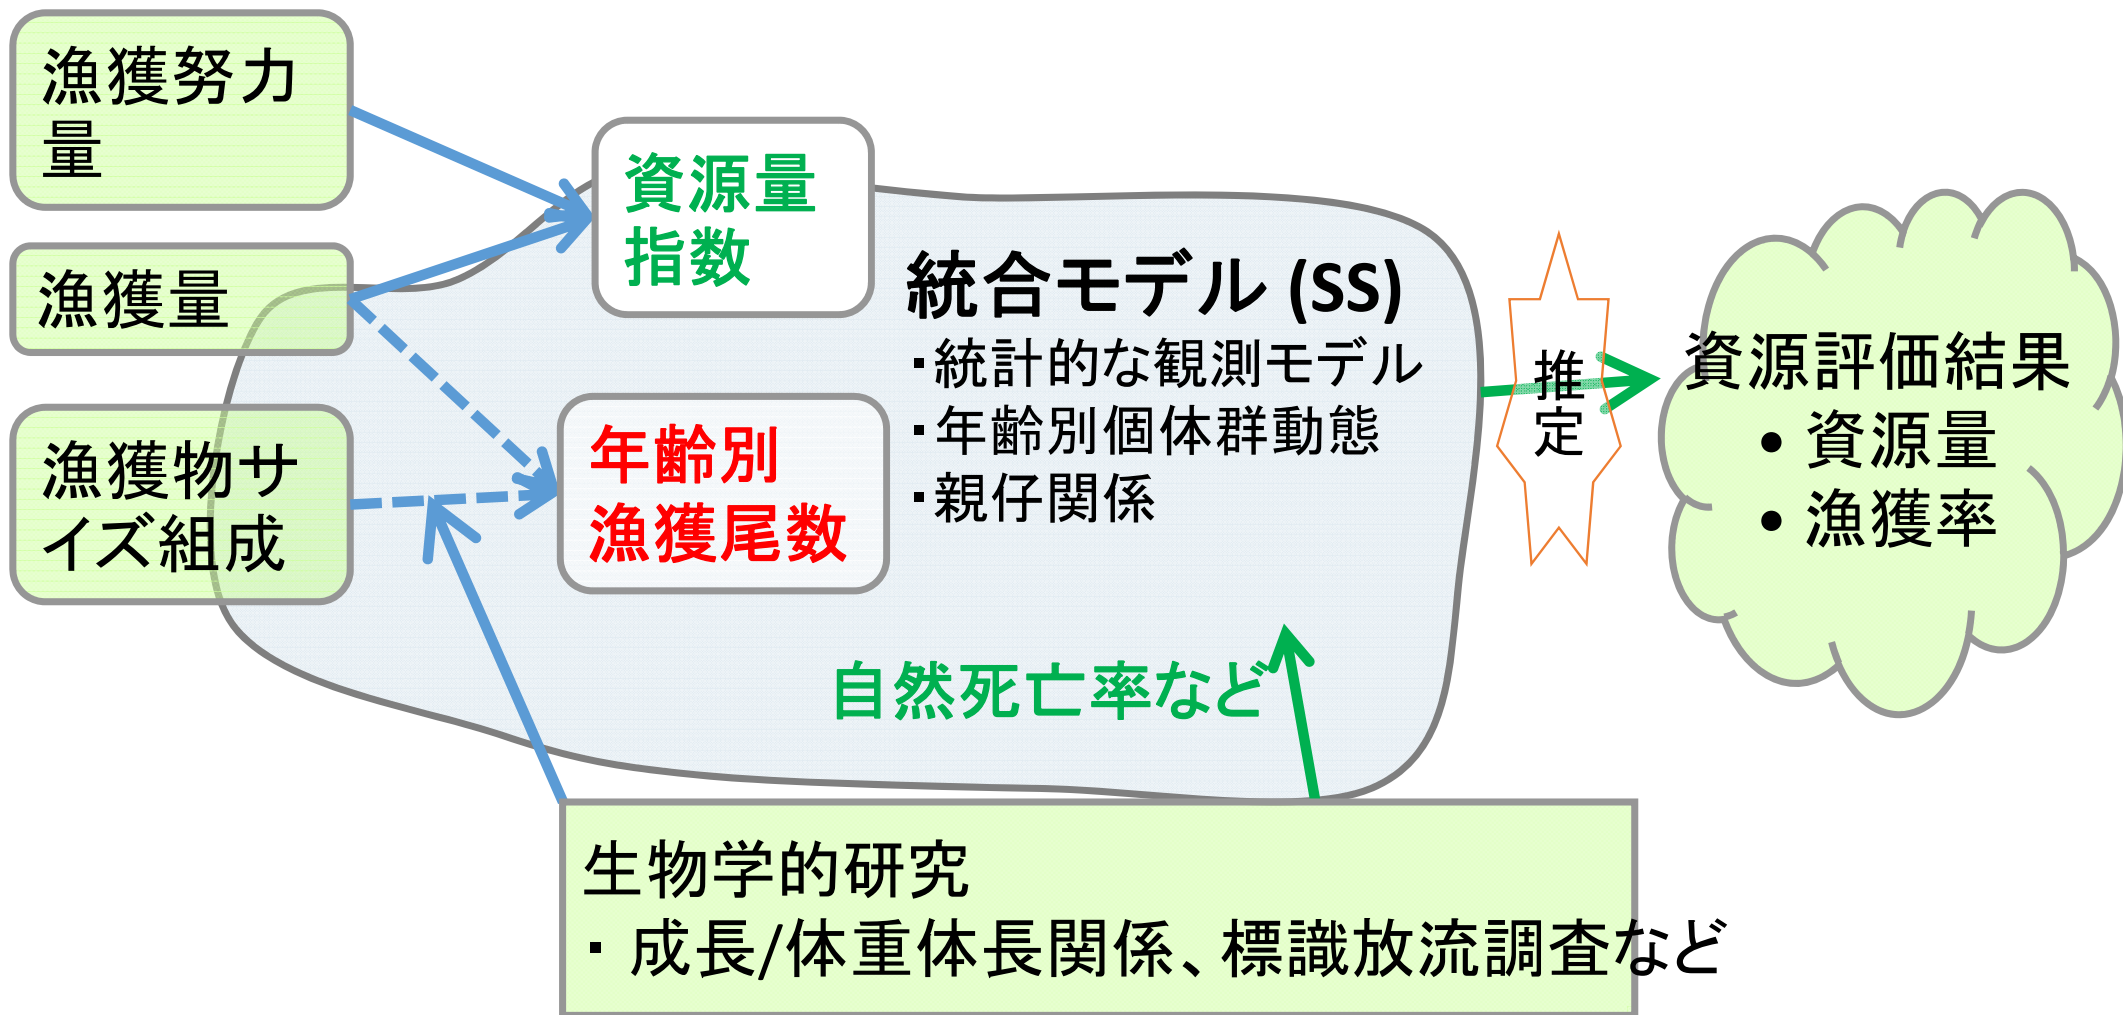 漁獲努力
量
漁獲量
漁獲物サ
イズ組成
資源量
指数
年齢別
漁獲尾数
統合モデル (SS)
・統計的な観測モデル
・年齢別個体群動態
・親仔関係
自然死亡率など
推
定
資源評価結果
• 資源量
• 漁獲率
生物学的研究
・成長/体重体長関係、標識放流調査など